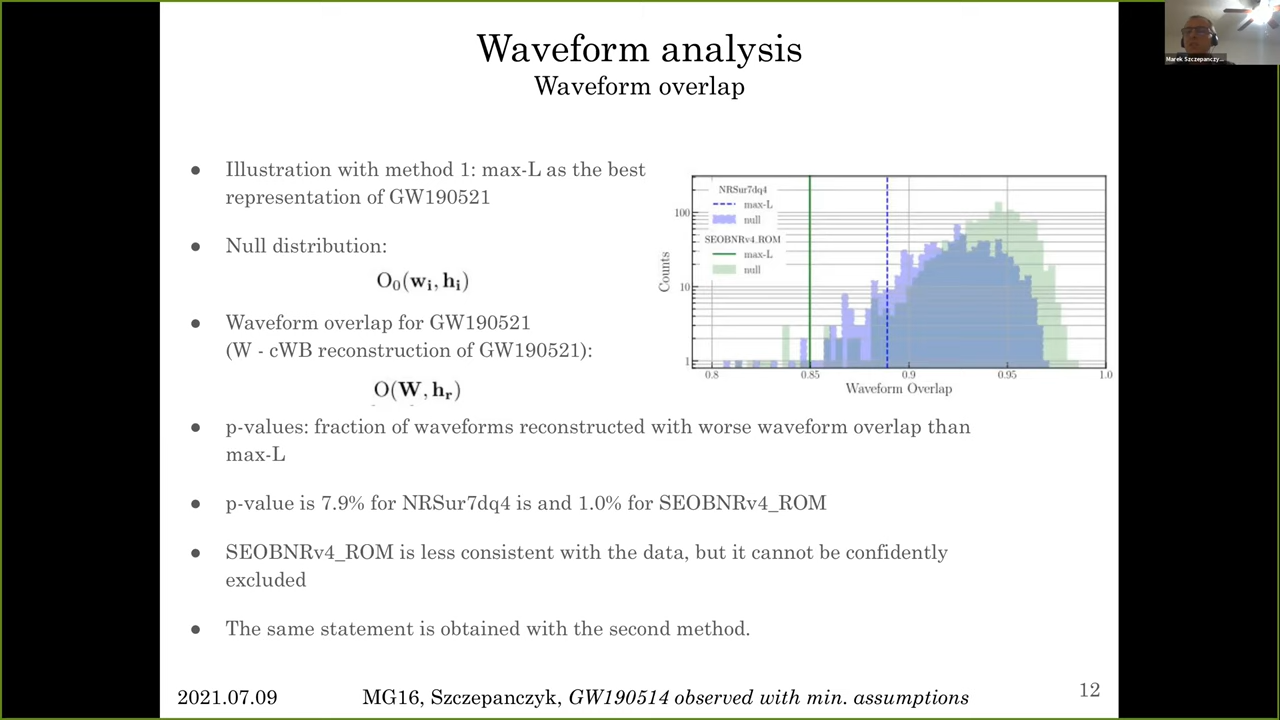 Waveform analysis
Waveform overlap
● Illustration with method 1: max-L as the best
representation of GW190521
● Null distribution:
O₀(wᵢ, hᵢ)
● Waveform overlap for GW190521
(W - cWB reconstruction of GW190521):
O(W, hᵣ)
● p-values: fraction of waveforms reconstructed with worse waveform overlap than
max-L
● p-value is 7.9% for NRSur7dq4 is and 1.0% for SEOBNRv4_ROM
● SEOBNRv4_ROM is less consistent with the data, but it cannot be confidently
excluded
● The same statement is obtained with the second method.
NRSur7dq4
max-L
null
SEOBNRv4_ROM
max-L
null
Counts
100
10
1
0.8 0.85 0.9 0.95 1.0
Waveform Overlap
2021.07.09 MG16, Szczepanczyk, GW190514 observed with min. assumptions 12
Marek Szczepanczy...